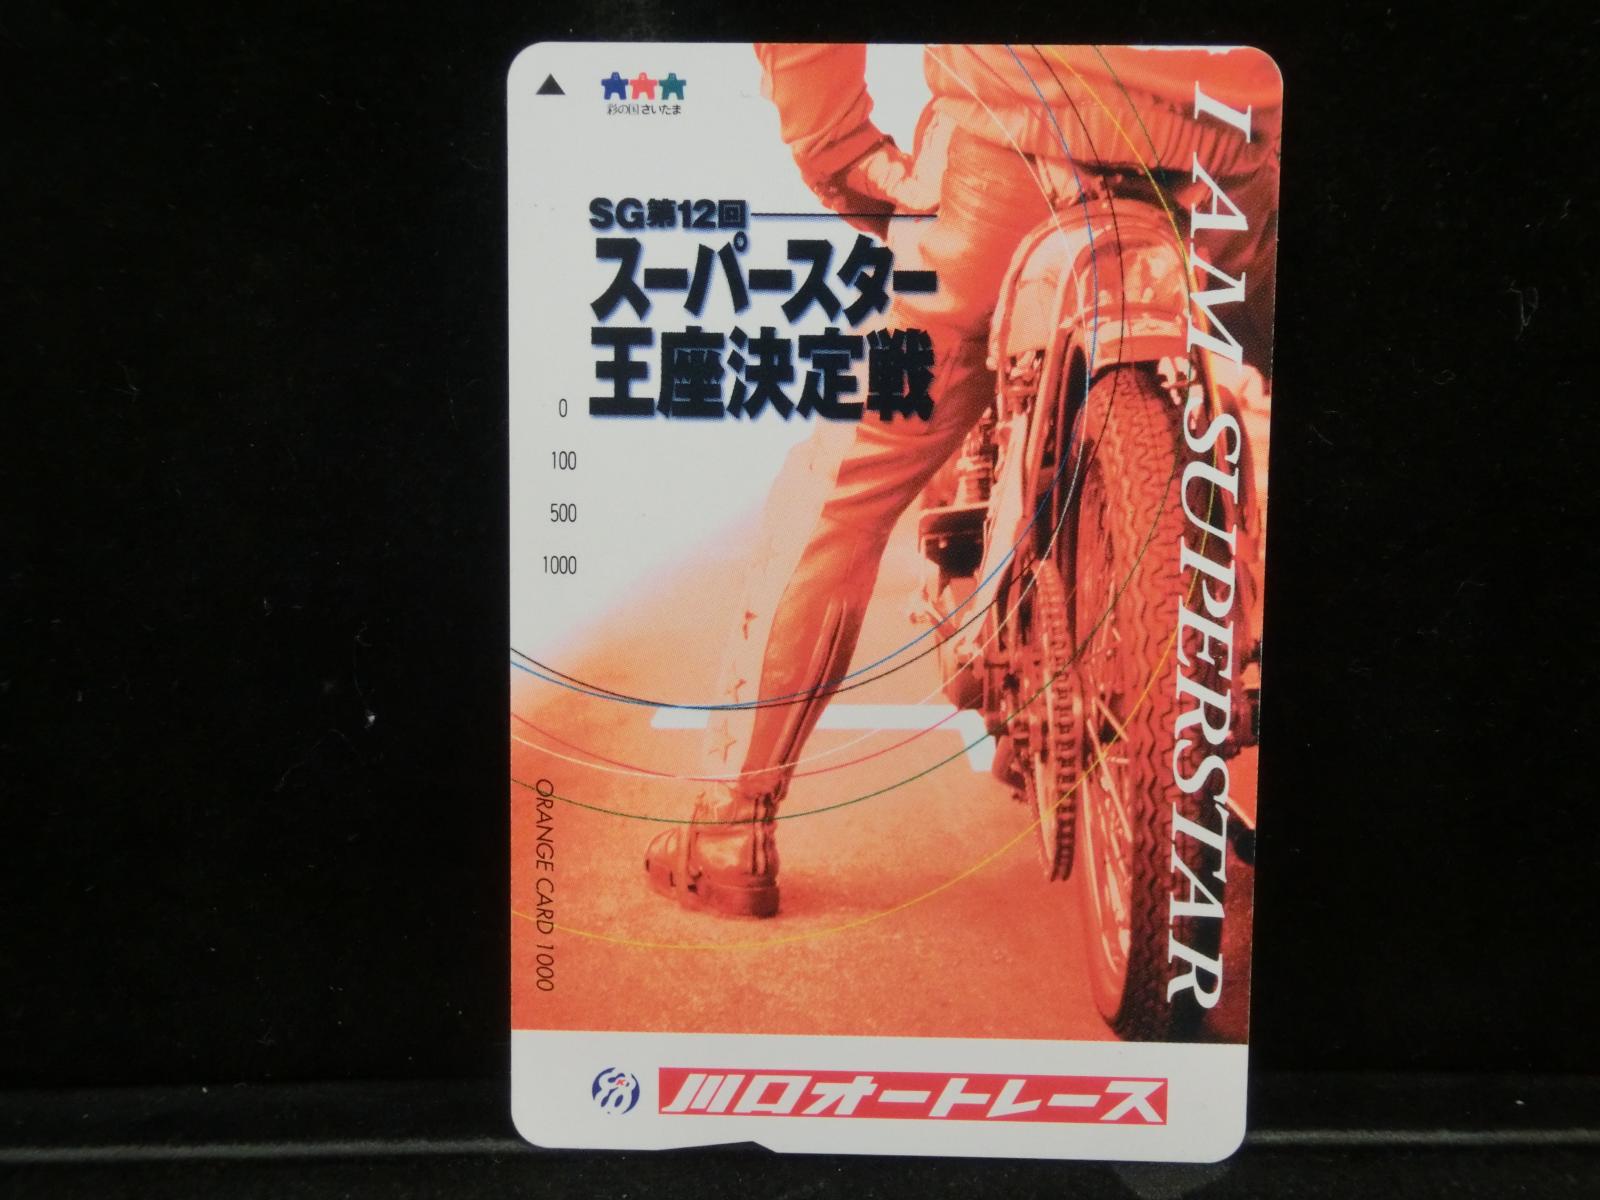 彩の国さいたま
SG第12回
スーパースター
王座決定戦
0
100
500
1000
I AM SUPERSTAR
ORANGE CARD 1000
川口オートレース